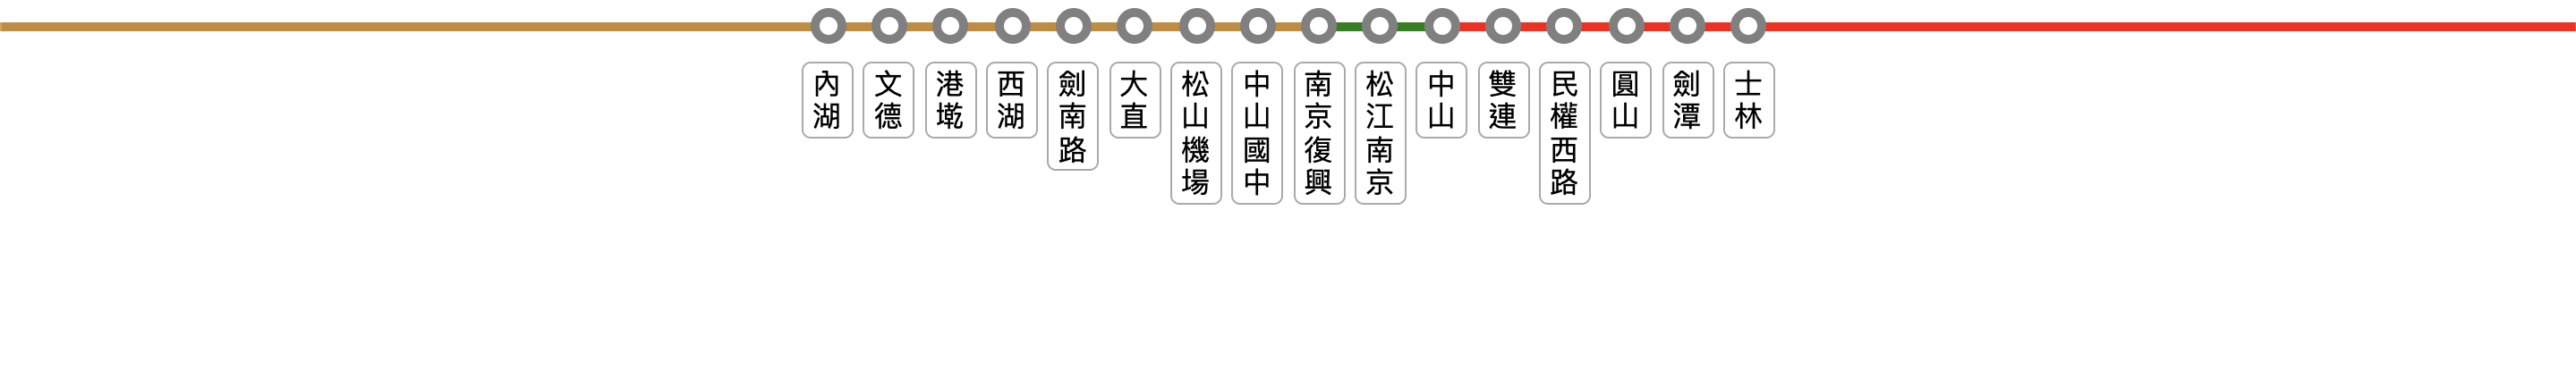 內湖
文德
港墘
西湖
劍南路
大直
松山機場
中山國中
南京復興
松江南京
中山
雙連
民權西路
圓山
劍潭
士林